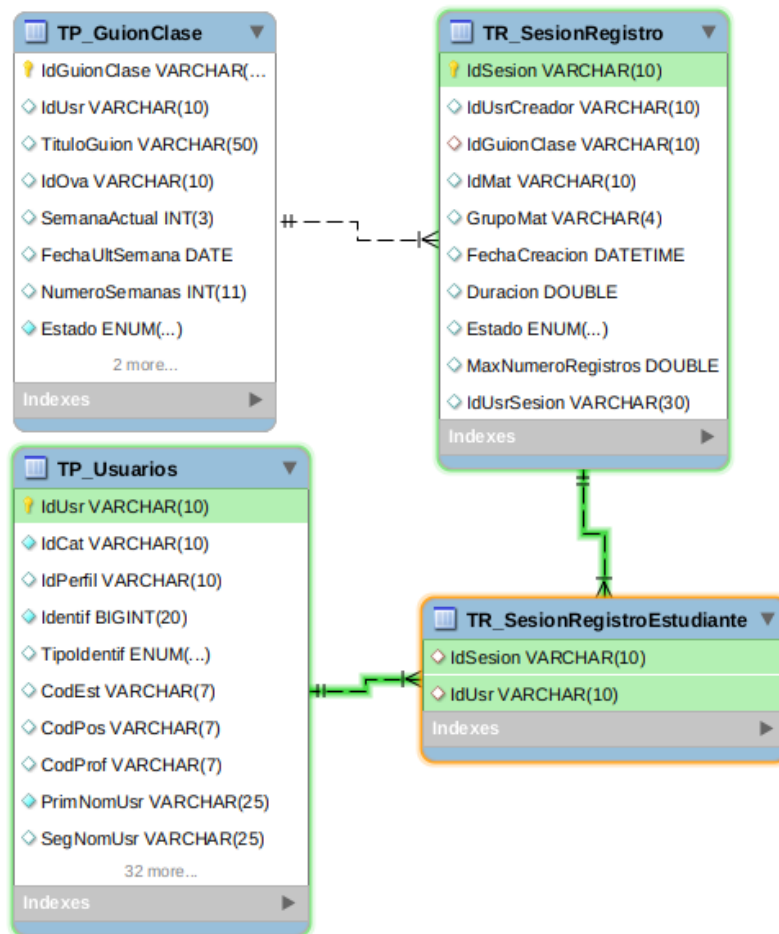 TP_GuionClase
IdGuionClase VARCHAR(...
IdUsr VARCHAR(10)
TituloGuion VARCHAR(50)
IdOva VARCHAR(10)
SemanaActual INT(3)
FechaUltSemana DATE
NumeroSemanas INT(11)
Estado ENUM(...)
2 more...
Indexes
TR_SesionRegistro
IdSesion VARCHAR(10)
IdUsrCreador VARCHAR(10)
IdGuionClase VARCHAR(10)
IdMat VARCHAR(10)
GrupoMat VARCHAR(4)
FechaCreacion DATETIME
Duracion DOUBLE
Estado ENUM(...)
MaxNumeroRegistros DOUBLE
IdUsrSesion VARCHAR(30)
Indexes
TP_Usuarios
IdUsr VARCHAR(10)
IdCat VARCHAR(10)
IdPerfil VARCHAR(10)
Identif BIGINT(20)
TipoIdentif ENUM(...)
CodEst VARCHAR(7)
CodPos VARCHAR(7)
CodProf VARCHAR(7)
PrimNomUsr VARCHAR(25)
SegNomUsr VARCHAR(25)
32 more...
Indexes
TR_SesionRegistroEstudiante
IdSesion VARCHAR(10)
IdUsr VARCHAR(10)
Indexes